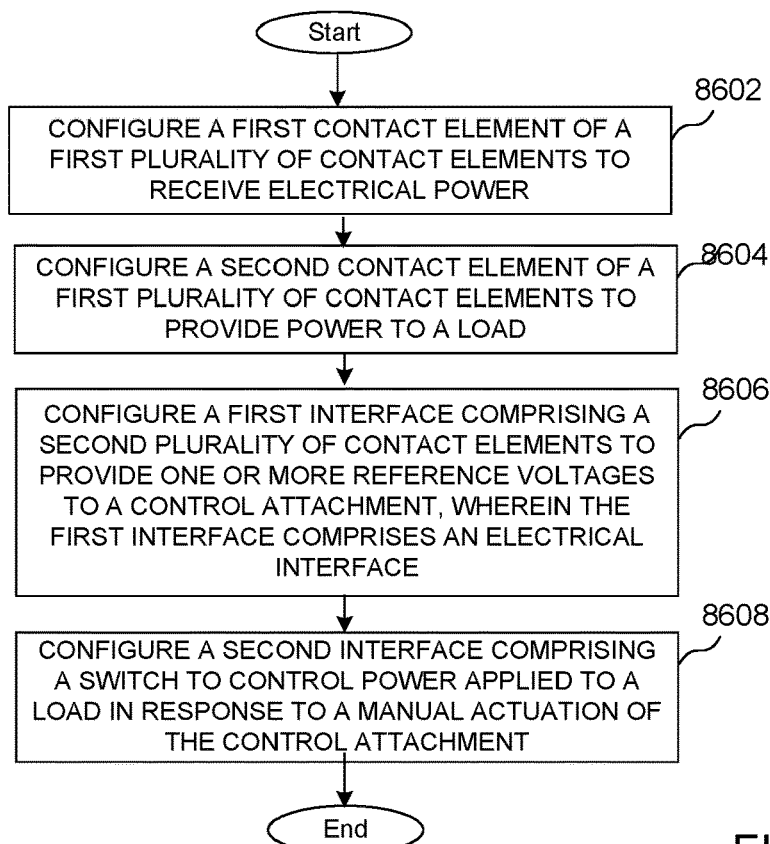 Start
8602
CONFIGURE A FIRST CONTACT ELEMENT OF A
FIRST PLURALITY OF CONTACT ELEMENTS TO
RECEIVE ELECTRICAL POWER
8604
CONFIGURE A SECOND CONTACT ELEMENT OF A
FIRST PLURALITY OF CONTACT ELEMENTS TO
PROVIDE POWER TO A LOAD
8606
CONFIGURE A FIRST INTERFACE COMPRISING A
SECOND PLURALITY OF CONTACT ELEMENTS TO
PROVIDE ONE OR MORE REFERENCE VOLTAGES
TO A CONTROL ATTACHMENT, WHEREIN THE
FIRST INTERFACE COMPRISES AN ELECTRICAL
INTERFACE
8608
CONFIGURE A SECOND INTERFACE COMPRISING
A SWITCH TO CONTROL POWER APPLIED TO A
LOAD IN RESPONSE TO A MANUAL ACTUATION OF
THE CONTROL ATTACHMENT
End